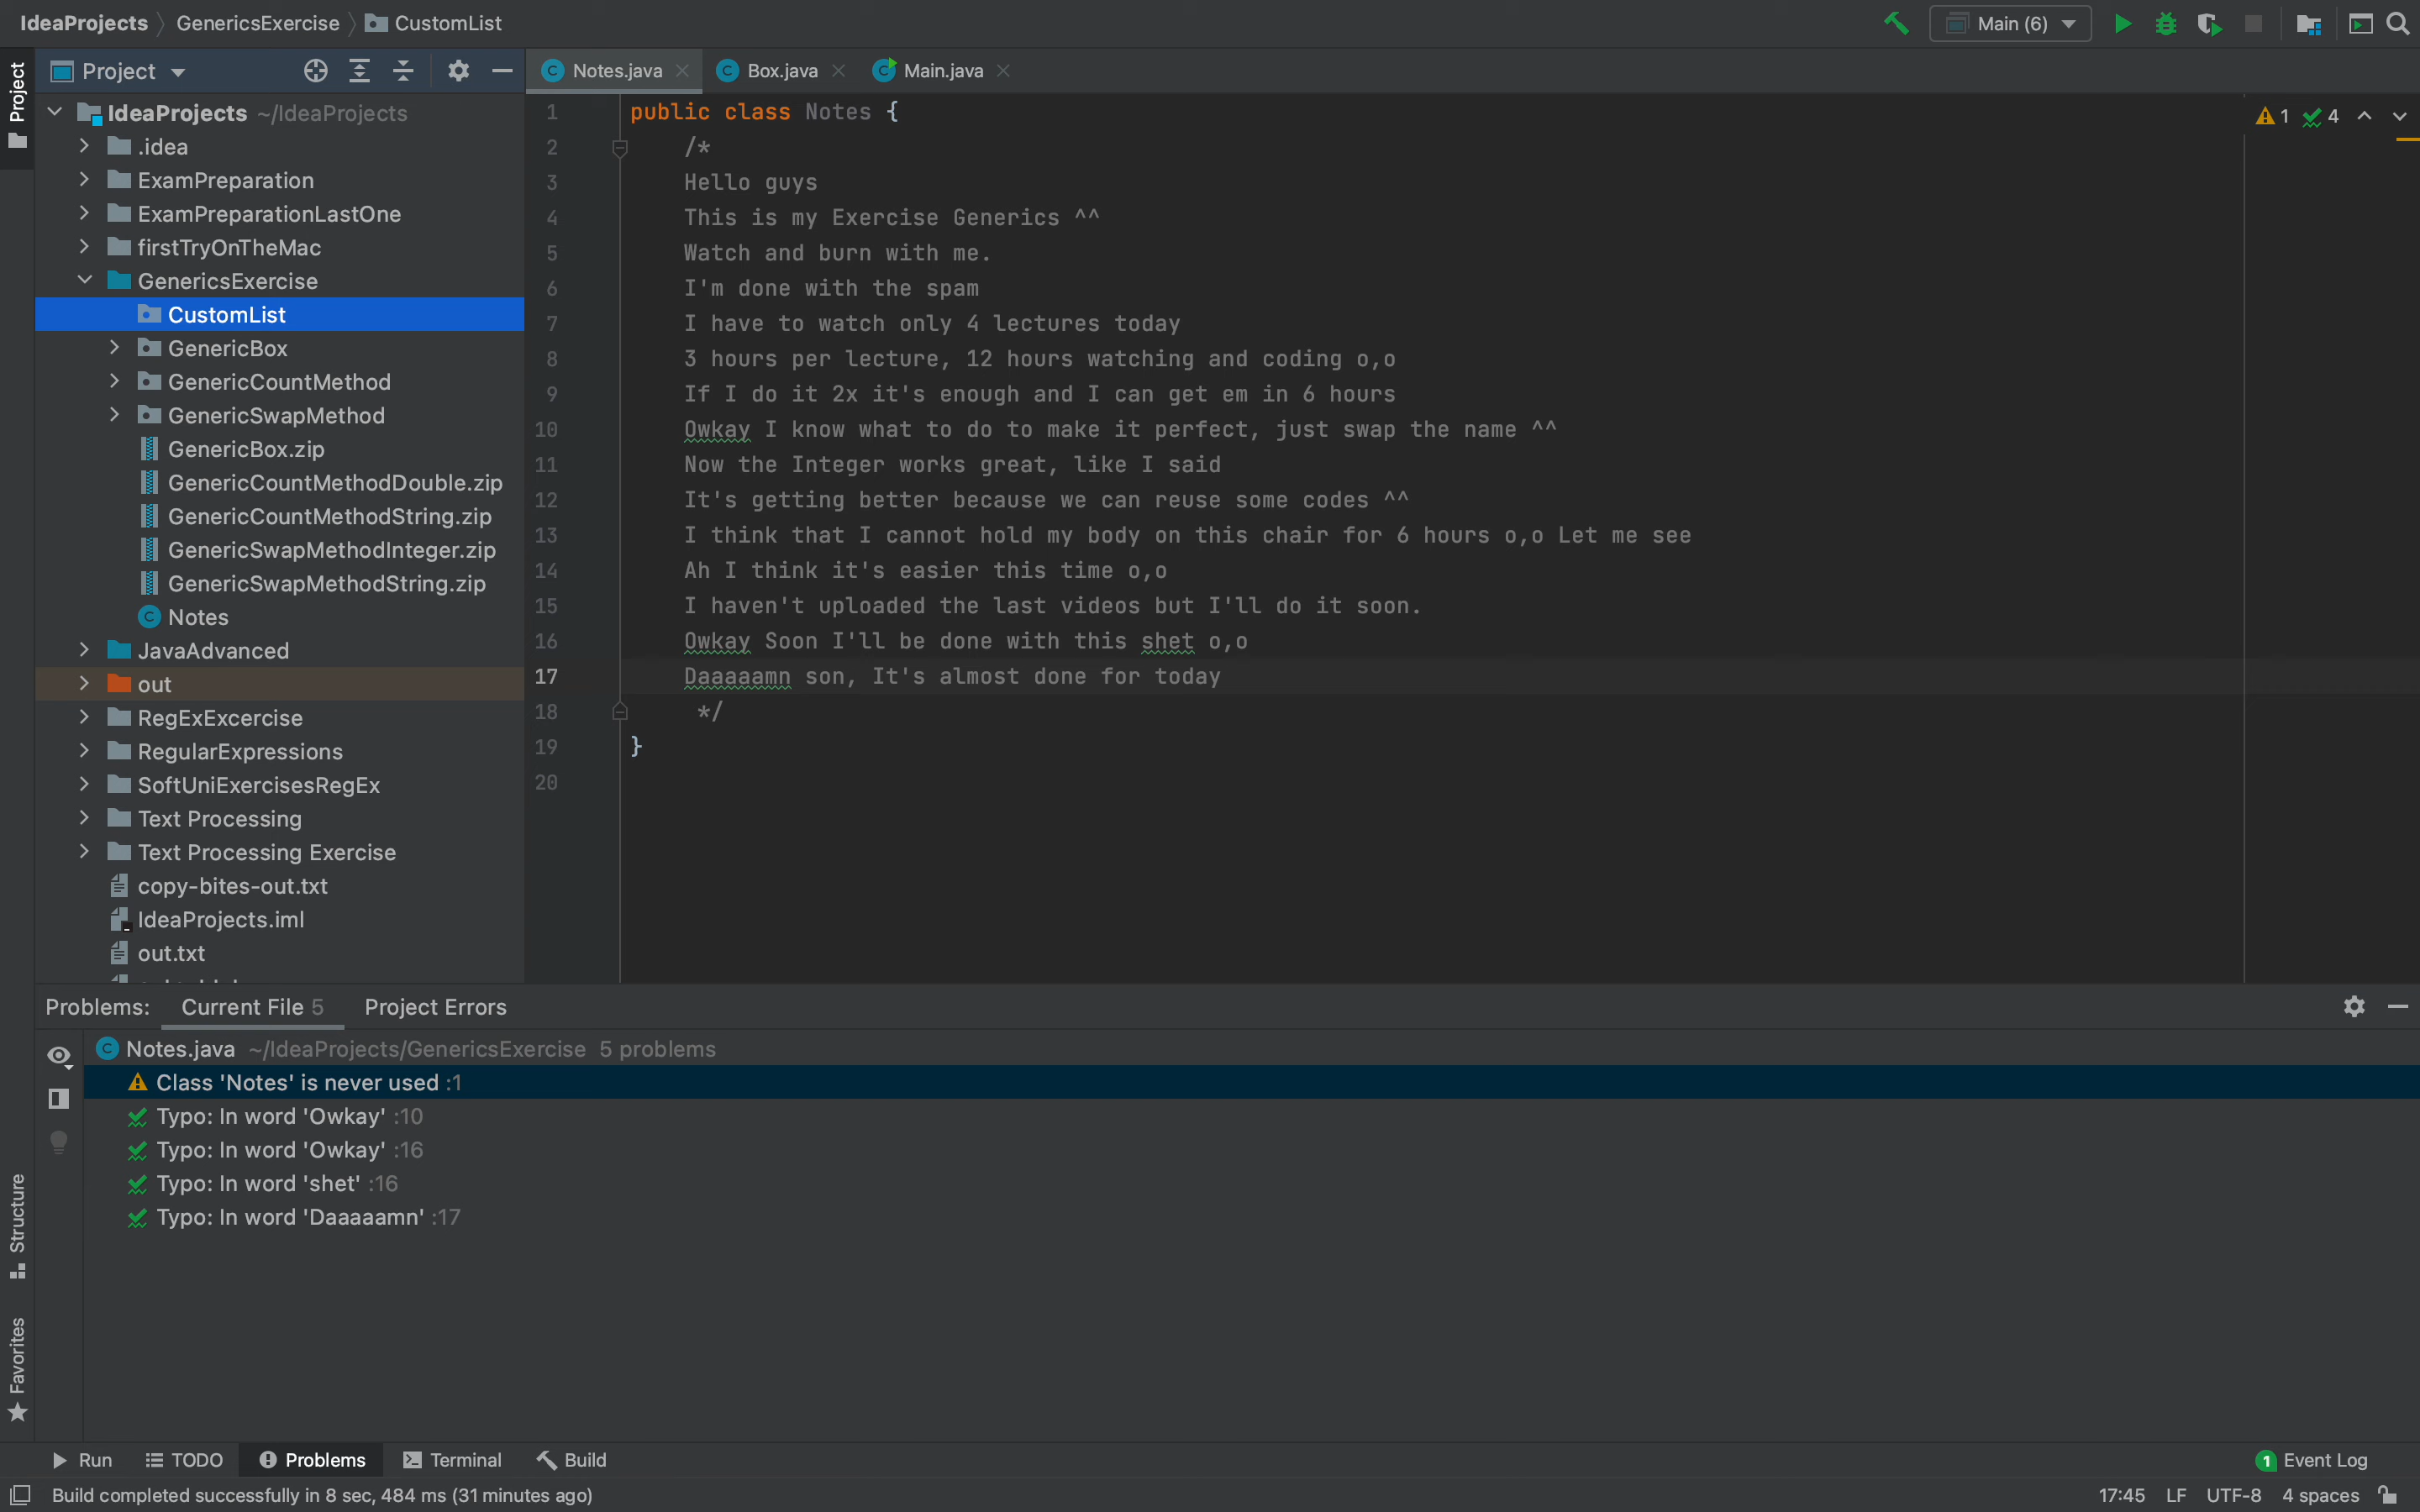 IdeaProjects GenericsExercise CustomList
Main (6)
Project
Project
Notes.java Box.java Main.java
IdeaProjects ~/IdeaProjects
.idea
ExamPreparation
ExamPreparationLastOne
firstTryOnTheMac
GenericsExercise
CustomList
GenericBox
GenericCountMethod
GenericSwapMethod
GenericBox.zip
GenericCountMethodDouble.zip
GenericCountMethodString.zip
GenericSwapMethodInteger.zip
GenericSwapMethodString.zip
Notes
JavaAdvanced
out
RegExExcercise
RegularExpressions
SoftUniExercisesRegEx
Text Processing
Text Processing Exercise
copy-bites-out.txt
IdeaProjects.iml
out.txt
1 public class Notes {
2 /*
3 Hello guys
4 This is my Exercise Generics ^^
5 Watch and burn with me.
6 I'm done with the spam
7 I have to watch only 4 lectures today
8 3 hours per lecture, 12 hours watching and coding o,o
9 If I do it 2x it's enough and I can get em in 6 hours
10 Owkay I know what to do to make it perfect, just swap the name ^^
11 Now the Integer works great, like I said
12 It's getting better because we can reuse some codes ^^
13 I think that I cannot hold my body on this chair for 6 hours o,o Let me see
14 Ah I think it's easier this time o,o
15 I haven't uploaded the last videos but I'll do it soon.
16 Owkay Soon I'll be done with this shet o,o
17 Daaaaamn son, It's almost done for today
18 */
19 }
20
1 4
Problems: Current File 5 Project Errors
Notes.java ~/IdeaProjects/GenericsExercise 5 problems
Class 'Notes' is never used :1
Typo: In word 'Owkay' :10
Typo: In word 'Owkay' :16
Typo: In word 'shet' :16
Typo: In word 'Daaaaamn' :17
Structure
Favorites
Run TODO Problems Terminal Build 1 Event Log
Build completed successfully in 8 sec, 484 ms (31 minutes ago) 17:45 LF UTF-8 4 spaces